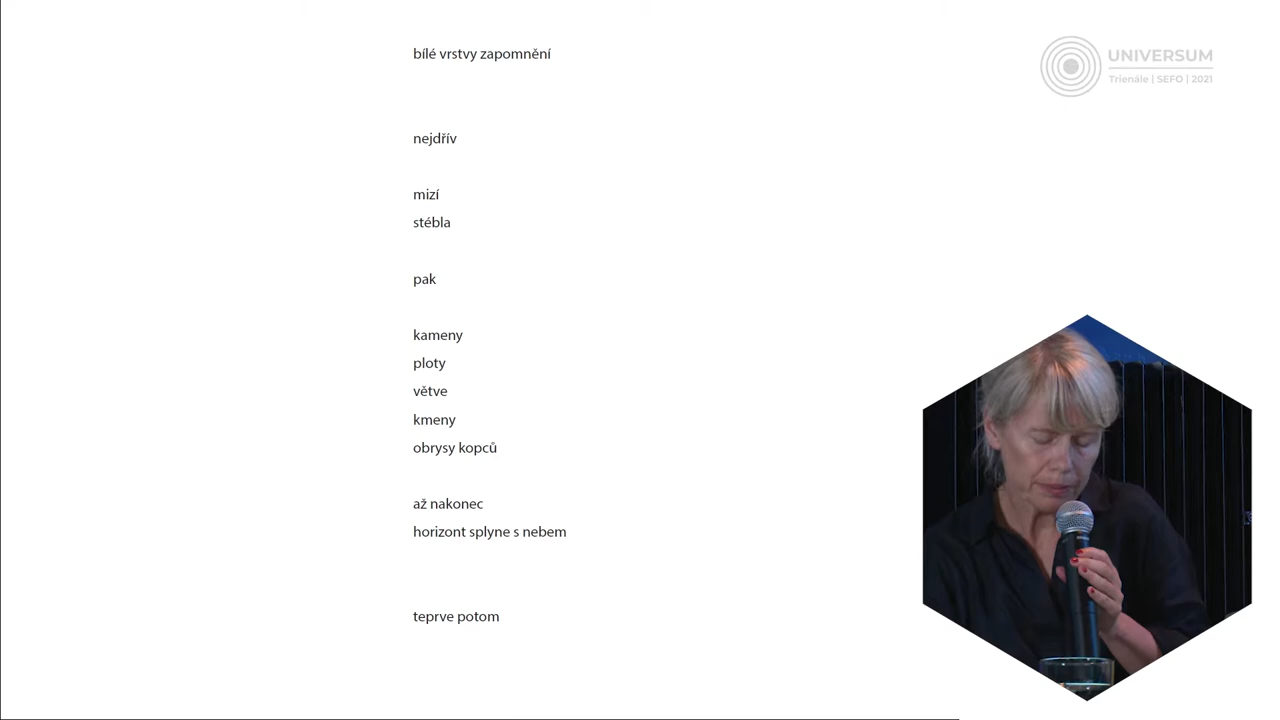 bílé vrstvy zapomnění
nejdřív
mizí
stébla
pak
kameny
ploty
větve
kmeny
obrysy kopců
až nakonec
horizont splyne s nebem
teprve potom
UNIVERSUM
Trienále | SEFO | 2021